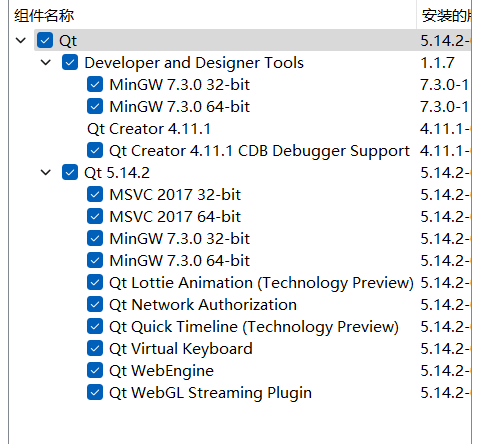 组件名称 安装的版
Qt 5.14.2-
Developer and Designer Tools 1.1.7
MinGW 7.3.0 32-bit 7.3.0-1
MinGW 7.3.0 64-bit 7.3.0-1
Qt Creator 4.11.1 4.11.1-
Qt Creator 4.11.1 CDB Debugger Support 4.11.1-
Qt 5.14.2 5.14.2-
MSVC 2017 32-bit 5.14.2-
MSVC 2017 64-bit 5.14.2-
MinGW 7.3.0 32-bit 5.14.2-
MinGW 7.3.0 64-bit 5.14.2-
Qt Lottie Animation (Technology Preview) 5.14.2-
Qt Network Authorization 5.14.2-
Qt Quick Timeline (Technology Preview) 5.14.2-
Qt Virtual Keyboard 5.14.2-
Qt WebEngine 5.14.2-
Qt WebGL Streaming Plugin 5.14.2-